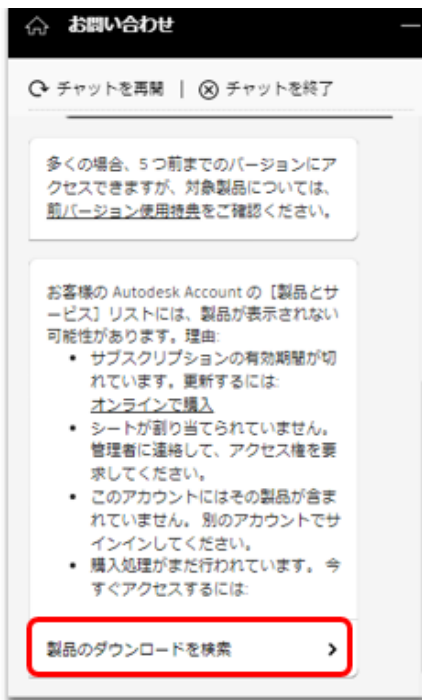 お問い合わせ
チャットを再開 | チャットを終了
多くの場合、5つ前までのバージョンにア
クセスできますが、対象製品については、
前バージョン使用特典をご確認ください。
お客様の Autodesk Account の [製品とサ
ービス] リストには、製品が表示されない
可能性があります。理由:
• サブスクリプションの有効期間が切
れています。更新するには:
オンラインで購入
• シートが割り当てられていません。
管理者に連絡して、アクセス権を要
求してください。
• このアカウントにはその製品が含ま
れていません。 別のアカウントでサ
インインしてください。
• 購入処理がまだ行われています。 今
すぐアクセスするには:
製品のダウンロードを検索